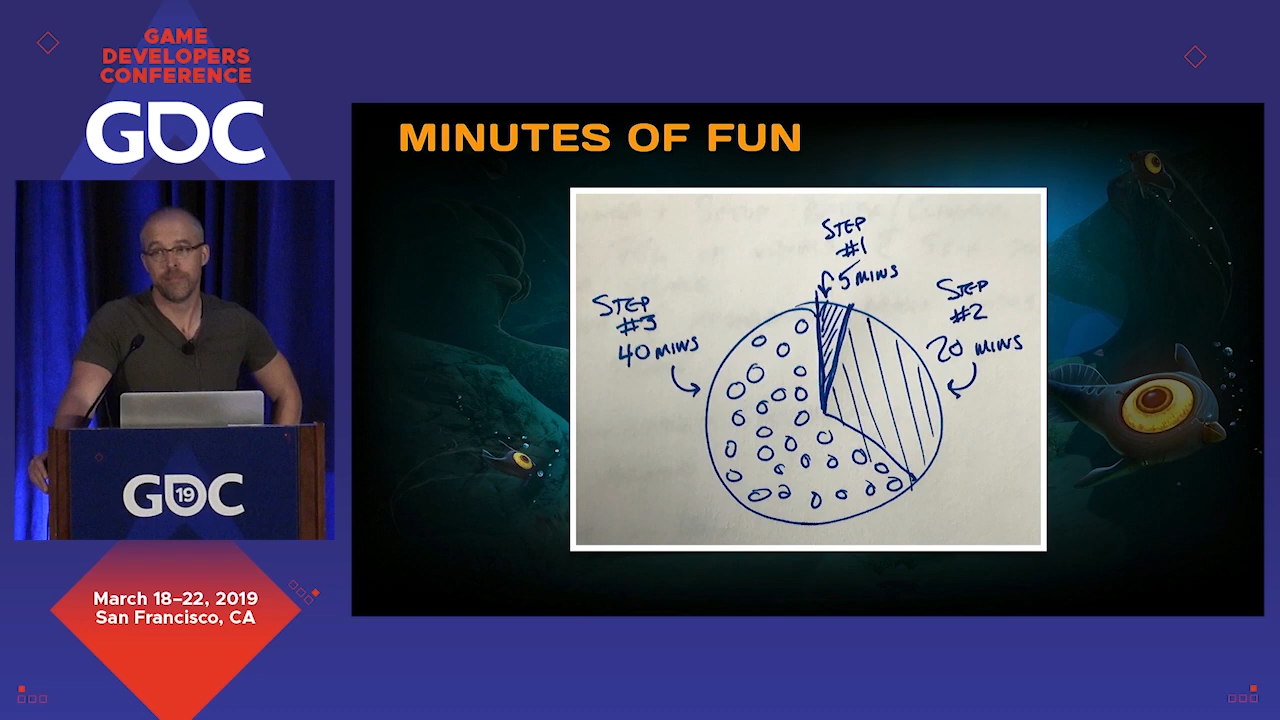 GAME
DEVELOPERS
CONFERENCE
GDC
MINUTES OF FUN
STEP
#1
5 MINS
STEP
#2
20 MINS
STEP
#3
40 MINS
GDC
19
March 18–22, 2019
San Francisco, CA